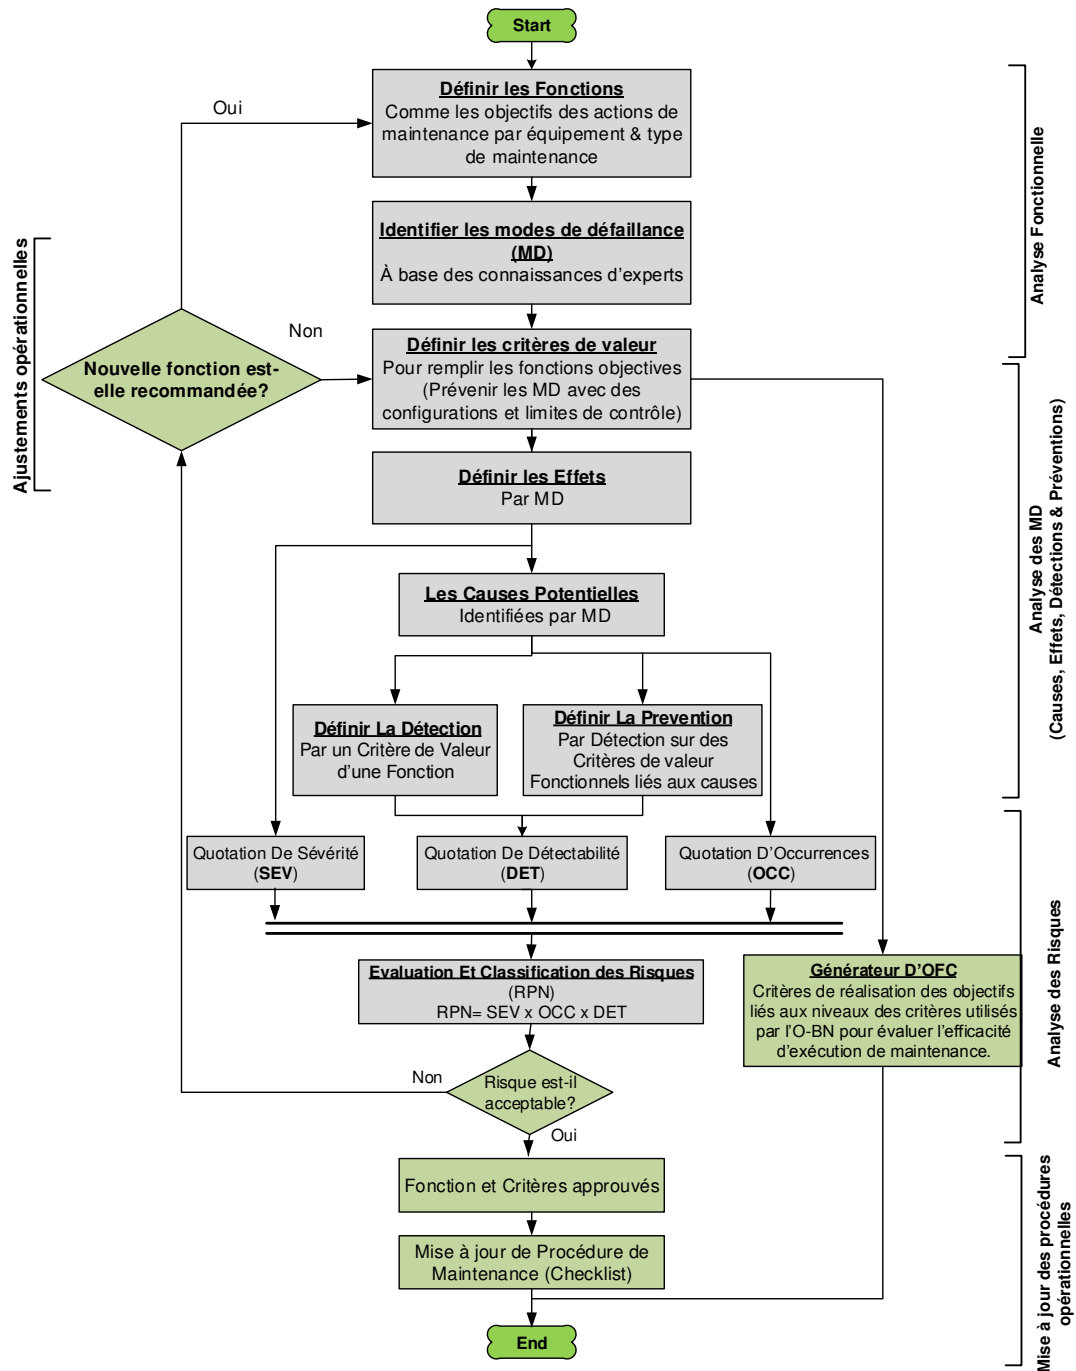 Start
Définir les Fonctions
Comme les objectifs des actions de
maintenance par équipement & type
de maintenance
Oui
Analyse Fonctionnelle
Identifier les modes de défaillance
(MD)
À base des connaissances d'experts
Ajustements opérationnelles
Nouvelle fonction est-
elle recommandée?
Non
Définir les critères de valeur
Pour remplir les fonctions objectives
(Prévenir les MD avec des
configurations et limites de contrôle)
Définir les Effets
Par MD
Analyse des MD
(Causes, Effets, Détections & Préventions)
Les Causes Potentielles
Identifiées par MD
Définir La Détection
Par un Critère de Valeur
d'une Fonction
Définir La Prevention
Par Détection sur des
Critères de valeur
Fonctionnels liés aux causes
Quotation De Sévérité
(SEV)
Quotation De Détectabilité
(DET)
Quotation D'Occurrences
(OCC)
Analyse des Risques
Evaluation Et Classification des Risques
(RPN)
RPN= SEV x OCC x DET
Générateur D'OFC
Critères de réalisation des objectifs
liés aux niveaux des critères utilisés
par l'O-BN pour évaluer l'efficacité
d'exécution de maintenance.
Non
Risque est-il
acceptable?
Oui
Fonction et Critères approuvés
Mise à jour de Procédure de
Maintenance (Checklist)
Mise à jour des procédures
opérationnelles
End